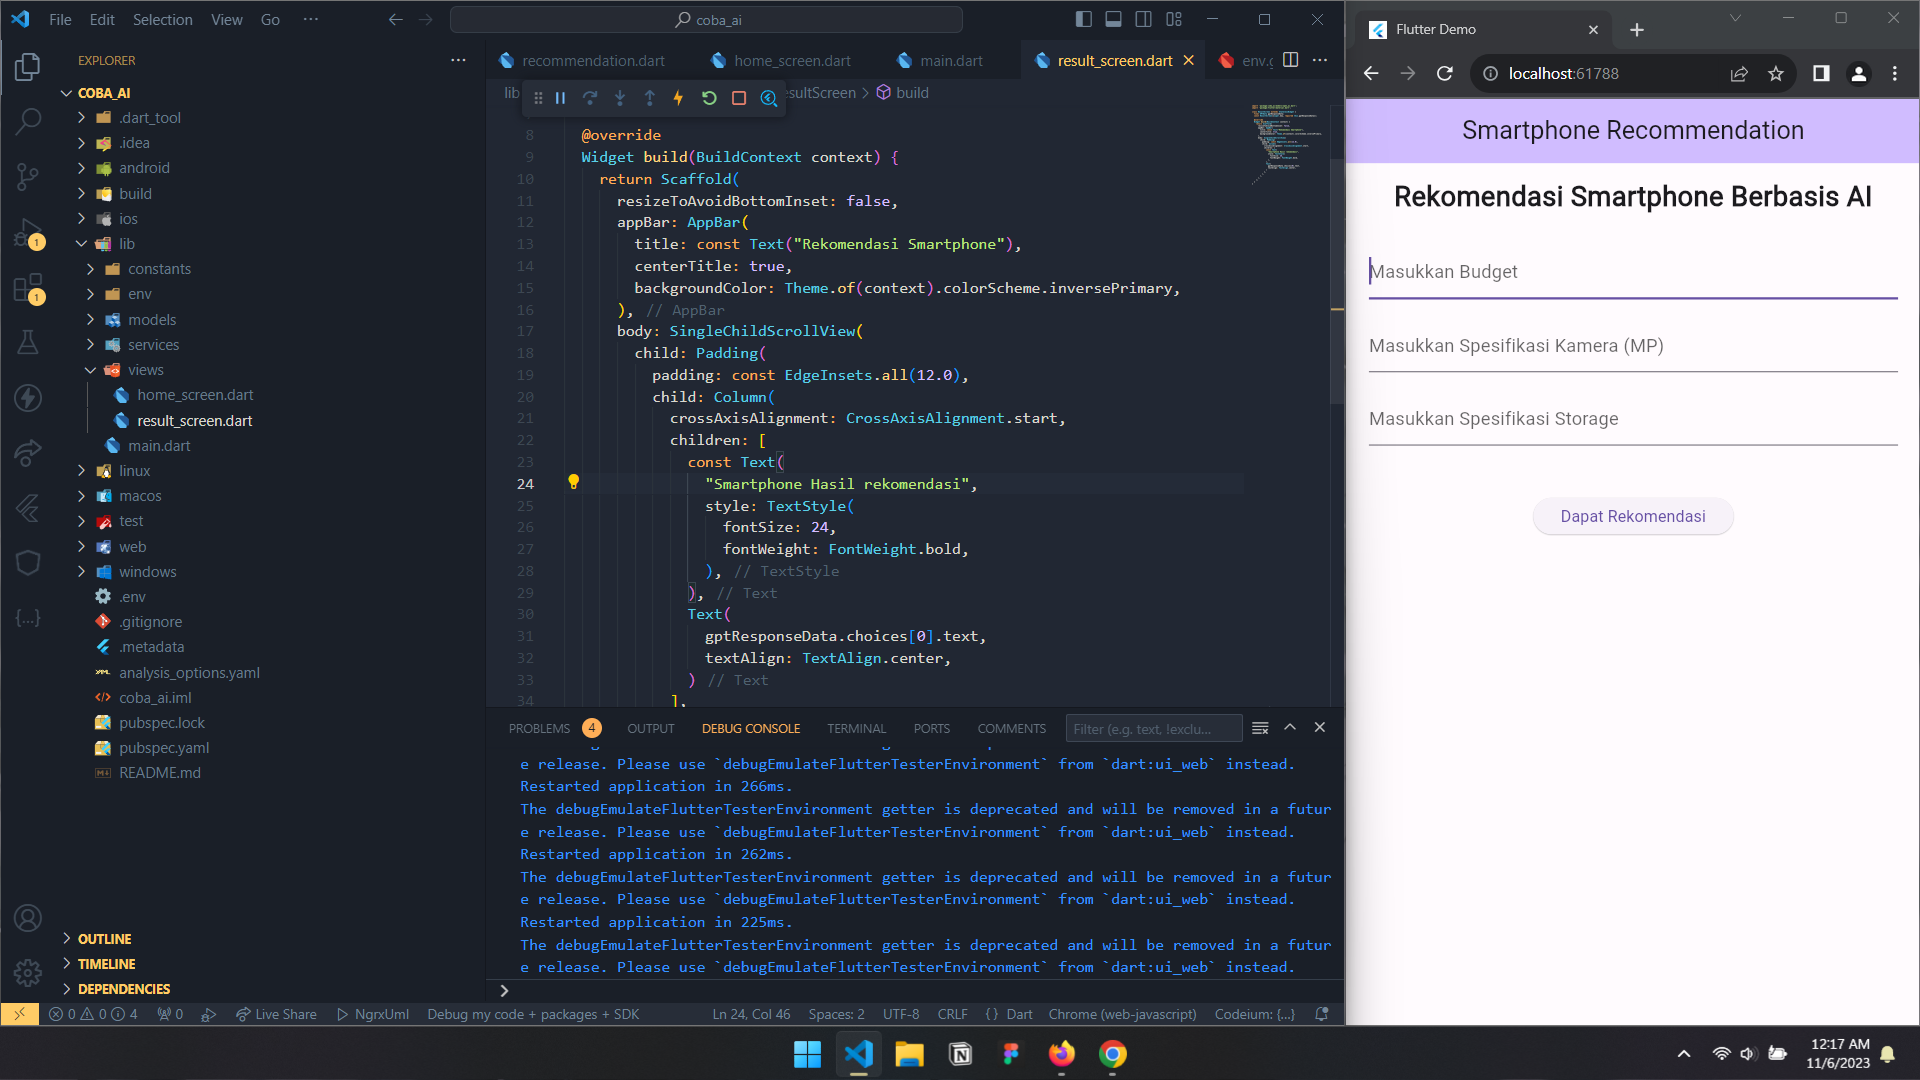 File Edit Selection View Go ··· coba_ai
EXPLORER
COBA_AI
.dart_tool
.idea
android
build
ios
lib
constants
env
models
services
views
home_screen.dart
result_screen.dart
main.dart
linux
macos
test
web
windows
.env
.gitignore
.metadata
analysis_options.yaml
coba_ai.iml
pubspec.lock
pubspec.yaml
README.md
OUTLINE
TIMELINE
DEPENDENCIES
1
1
recommendation.dart home_screen.dart main.dart result_screen.dart env.g
lib esultScreen > build
8 @override
9 Widget build(BuildContext context) {
10 return Scaffold(
11 resizeToAvoidBottomInset: false,
12 appBar: AppBar(
13 title: const Text("Rekomendasi Smartphone"),
14 centerTitle: true,
15 backgroundColor: Theme.of(context).colorScheme.inversePrimary,
16 ), // AppBar
17 body: SingleChildScrollView(
18 child: Padding(
19 padding: const EdgeInsets.all(12.0),
20 child: Column(
21 crossAxisAlignment: CrossAxisAlignment.start,
22 children: [
23 const Text(
24 "Smartphone Hasil rekomendasi",
25 style: TextStyle(
26 fontSize: 24,
27 fontWeight: FontWeight.bold,
28 ), // TextStyle
29 ), // Text
30 Text(
31 gptResponseData.choices[0].text,
32 textAlign: TextAlign.center,
33 ) // Text
34 ],
PROBLEMS 4 OUTPUT DEBUG CONSOLE TERMINAL PORTS COMMENTS Filter (e.g. text, !exclu...
e release. Please use `debugEmulateFlutterTesterEnvironment` from `dart:ui_web` instead.
Restarted application in 266ms.
The debugEmulateFlutterTesterEnvironment getter is deprecated and will be removed in a futur
e release. Please use `debugEmulateFlutterTesterEnvironment` from `dart:ui_web` instead.
Restarted application in 262ms.
The debugEmulateFlutterTesterEnvironment getter is deprecated and will be removed in a futur
e release. Please use `debugEmulateFlutterTesterEnvironment` from `dart:ui_web` instead.
Restarted application in 225ms.
The debugEmulateFlutterTesterEnvironment getter is deprecated and will be removed in a futur
e release. Please use `debugEmulateFlutterTesterEnvironment` from `dart:ui_web` instead.
0 0 4 0 Live Share NgrxUml Debug my code + packages + SDK Ln 24, Col 46 Spaces: 2 UTF-8 CRLF {} Dart Chrome (web-javascript) Codeium: {...}
Flutter Demo
localhost:61788
Smartphone Recommendation
Rekomendasi Smartphone Berbasis AI
Masukkan Budget
Masukkan Spesifikasi Kamera (MP)
Masukkan Spesifikasi Storage
Dapat Rekomendasi
12:17 AM
11/6/2023